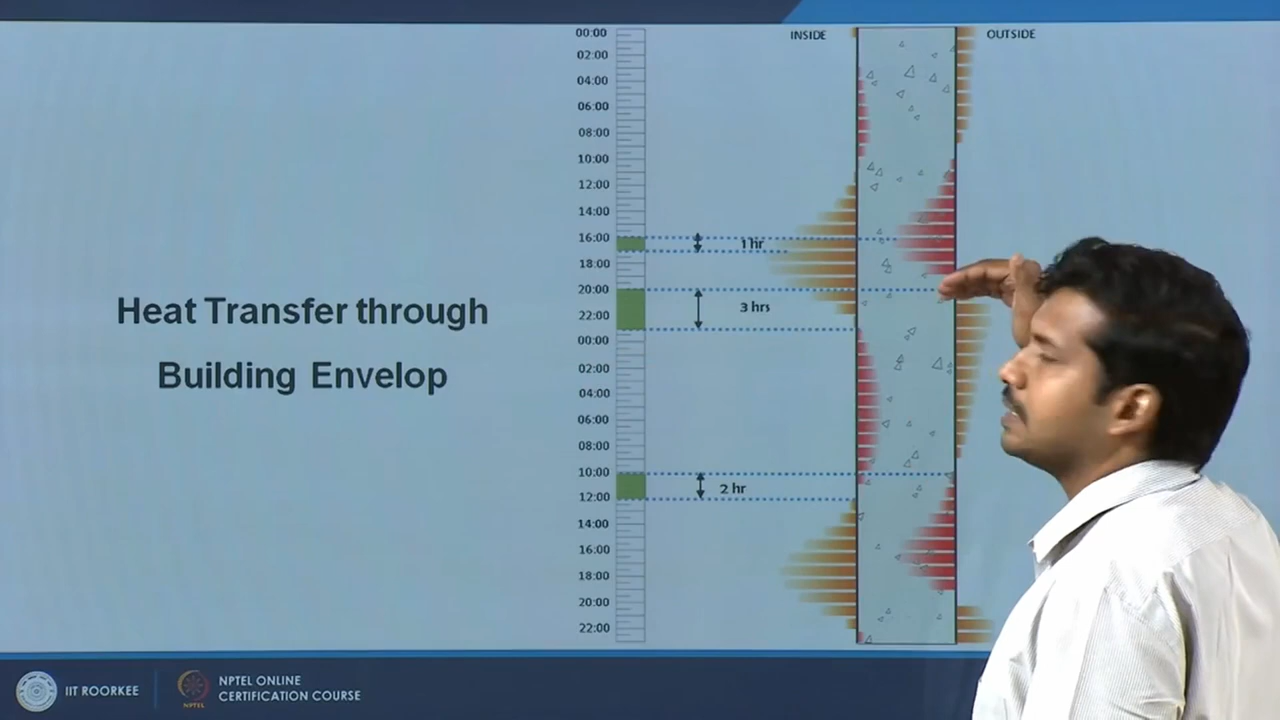 Heat Transfer through
Building Envelop
INSIDE
OUTSIDE
00:00
02:00
04:00
06:00
08:00
10:00
12:00
14:00
16:00
18:00
20:00
22:00
00:00
02:00
04:00
06:00
08:00
10:00
12:00
14:00
16:00
18:00
20:00
22:00
1 hr
3 hrs
2 hr
IIT ROORKEE
NPTEL
NPTEL ONLINE
CERTIFICATION COURSE